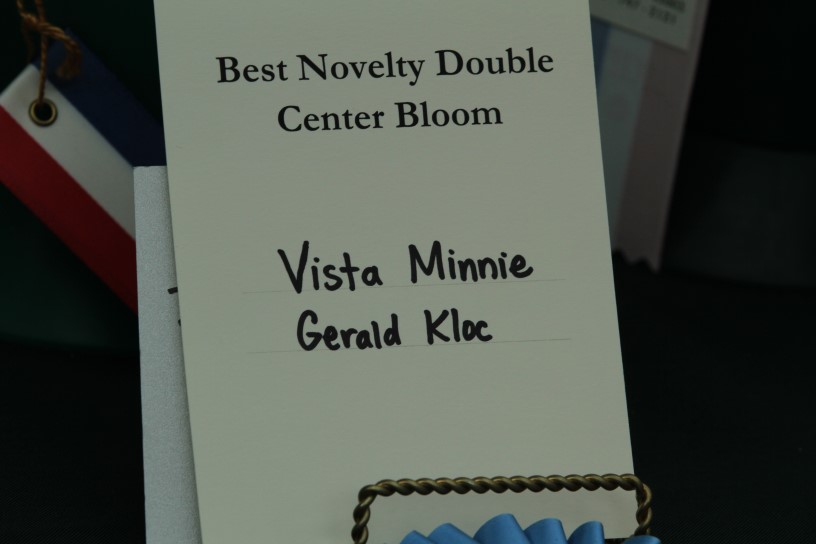 Best Novelty Double
Center Bloom
Vista Minnie
Gerald Kloc